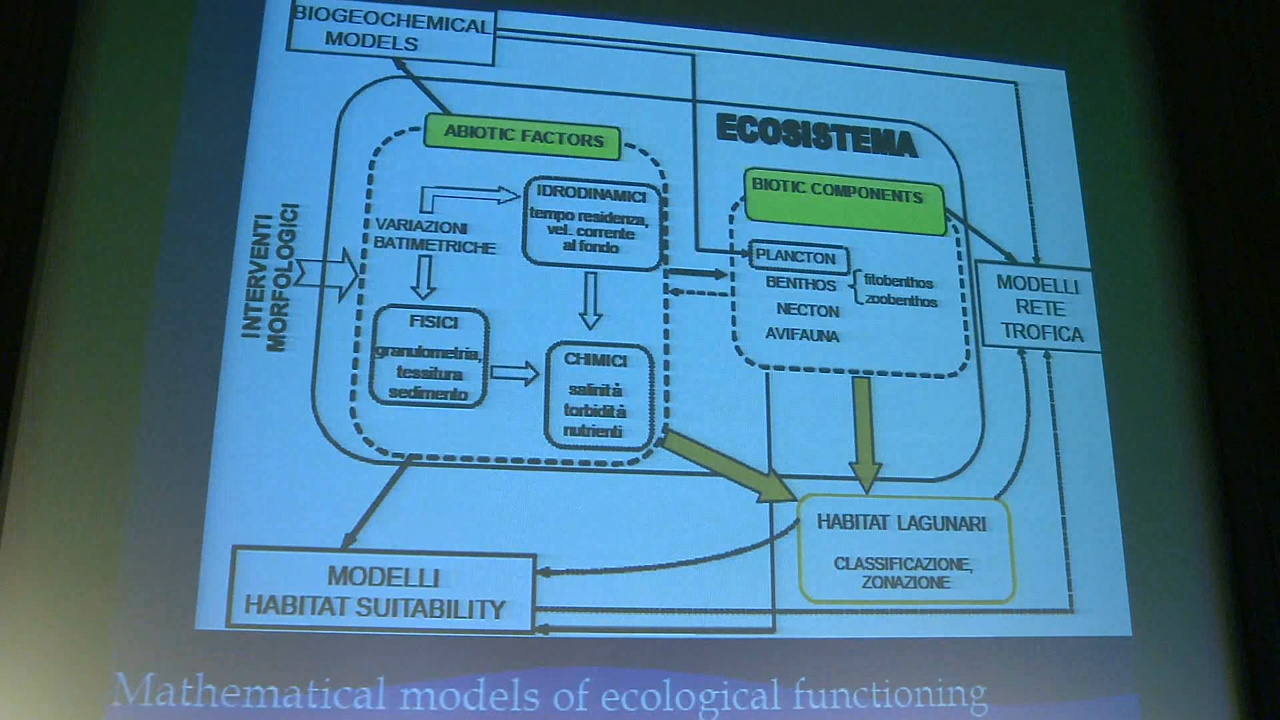 BIOGEOCHEMICAL
MODELS
ABIOTIC FACTORS
ECOSISTEMA
BIOTIC COMPONENTS
INTERVENTI
MORFOLOGICI
VARIAZIONI
BATIMETRICHE
IDRODINAMICI
tempo residenza,
vel. corrente
al fondo
PLANCTON
BENTHOS
fitobenthos
zoobenthos
NECTON
AVIFAUNA
MODELLI
RETE
TROFICA
FISICI
granulometria,
tessitura
sedimento
CHIMICI
salinità
torbidità
nutrienti
HABITAT LAGUNARI
CLASSIFICAZIONE,
ZONAZIONE
MODELLI
HABITAT SUITABILITY
Mathematical models of ecological functioning